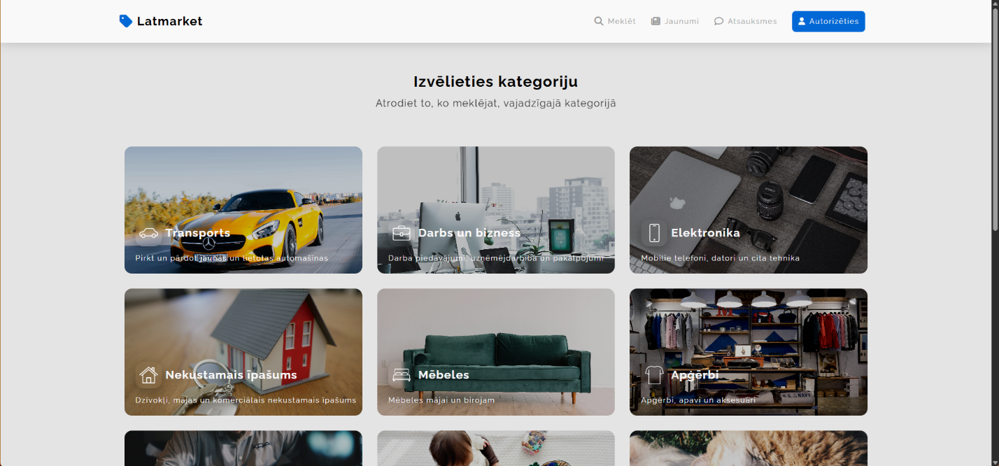 Latmarket
Meklēt
Jaunumi
Atsauksmes
Autorizēties
Izvēlieties kategoriju
Atrodiet to, ko meklējat, vajadzīgajā kategorijā
Transports
Pirkt un pārdot jaunas un lietotas automašīnas
Darbs un bizness
Darba piedāvājumi, uzņēmējdarbība un pakalpojumi
Elektronika
Mobilie telefoni, datori un cita tehnika
Nekustamais īpašums
Dzīvokļi, mājas un komerciālais nekustamais īpašums
Mēbeles
Mēbeles mājai un birojam
Apģērbi
Apģērbi, apavi un aksesuāri
U.S. NAVY